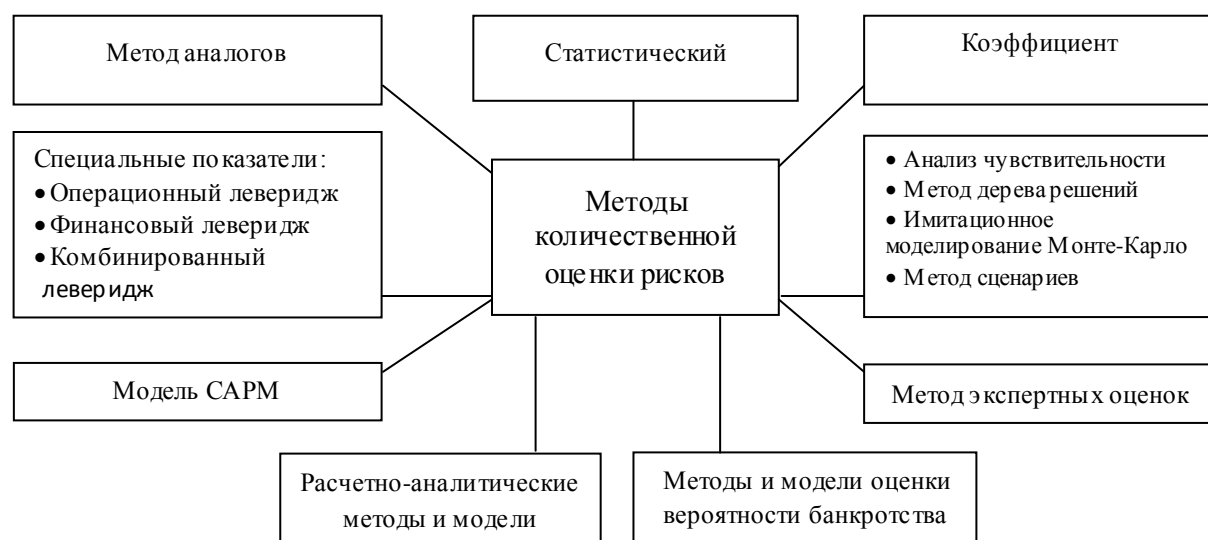 Метод аналогов
Статистический
Коэффициент
Специальные показатели:
• Операционный леверидж
• Финансовый леверидж
• Комбинированный
леверидж
Методы
количественной
оценки рисков
• Анализ чувствительности
• Метод дерева решений
• Имитационное
моделирование Монте-Карло
• Метод сценариев
Модель САРМ
Метод экспертных оценок
Расчетно-аналитические
методы и модели
Методы и модели оценки
вероятности банкротства